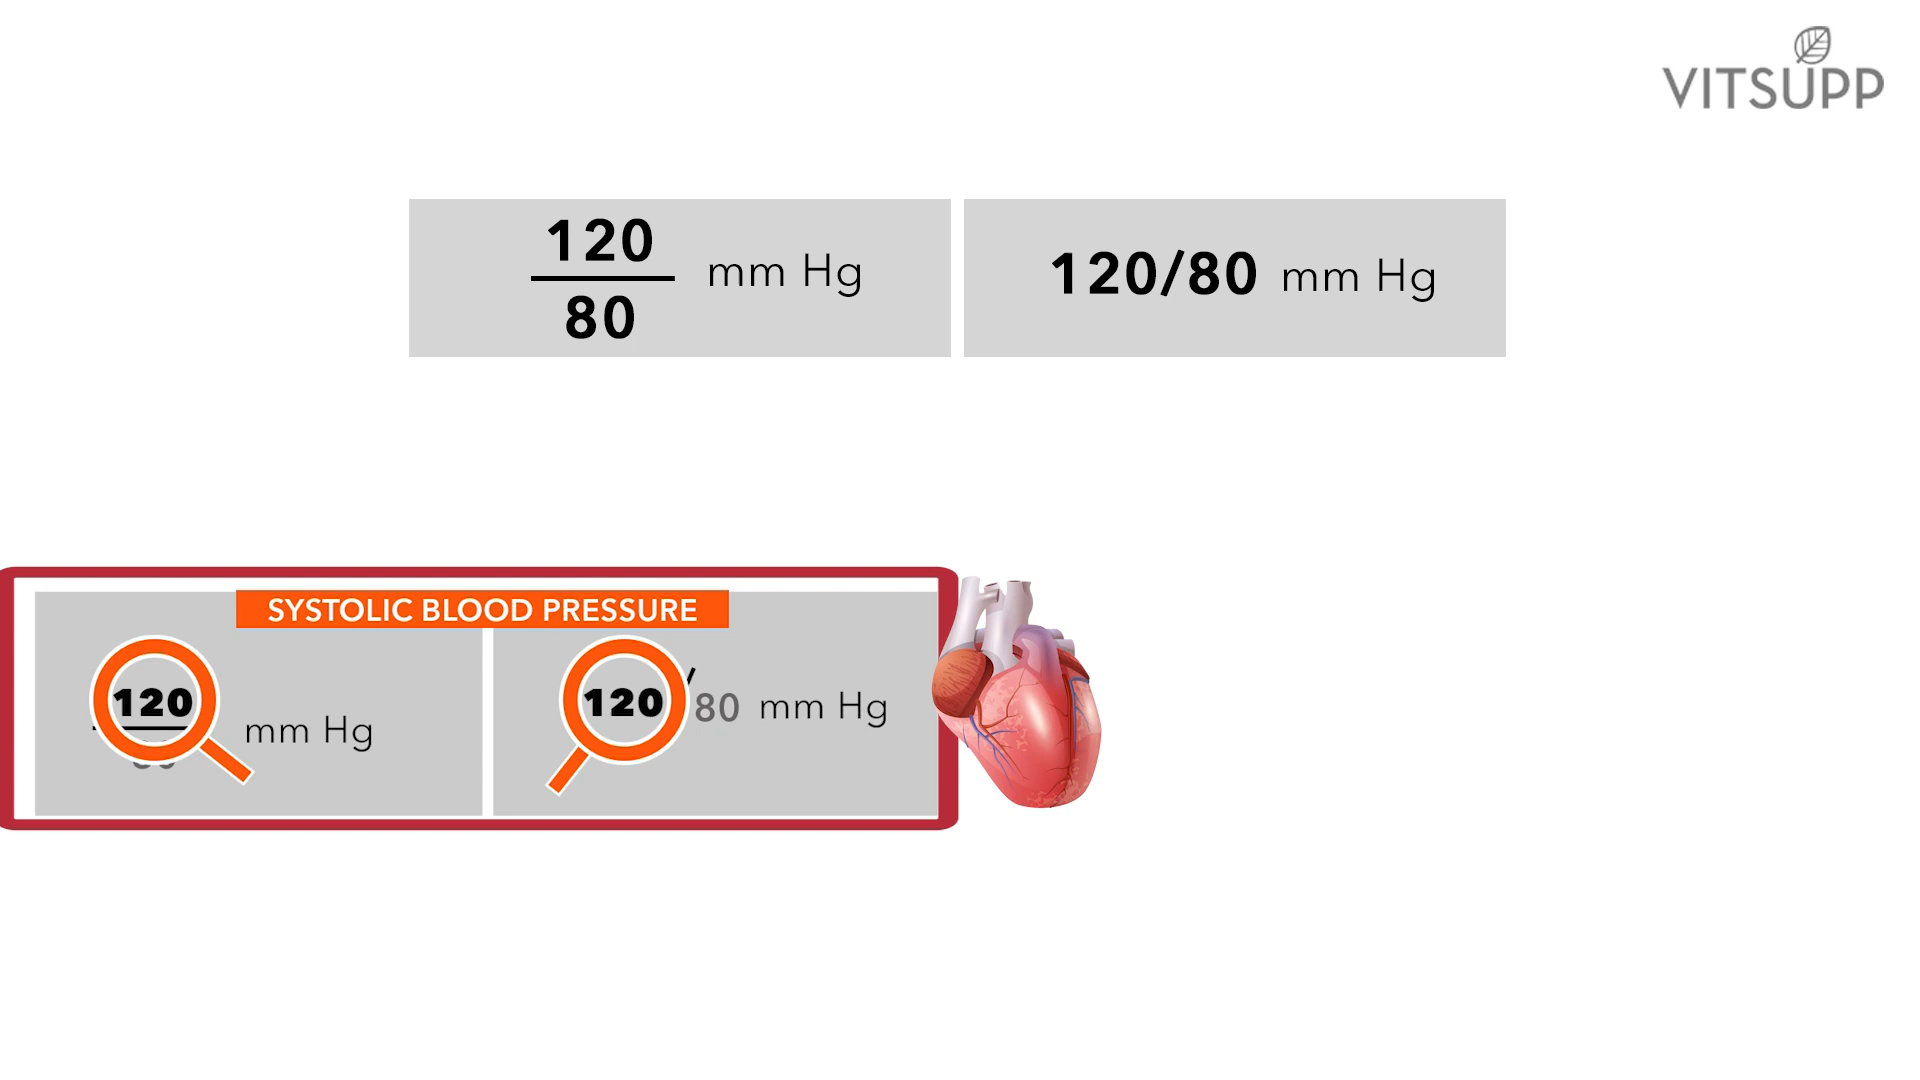 VITSUPP
120
80
mm Hg
120/80 mm Hg
SYSTOLIC BLOOD PRESSURE
120
mm Hg
120/80 mm Hg